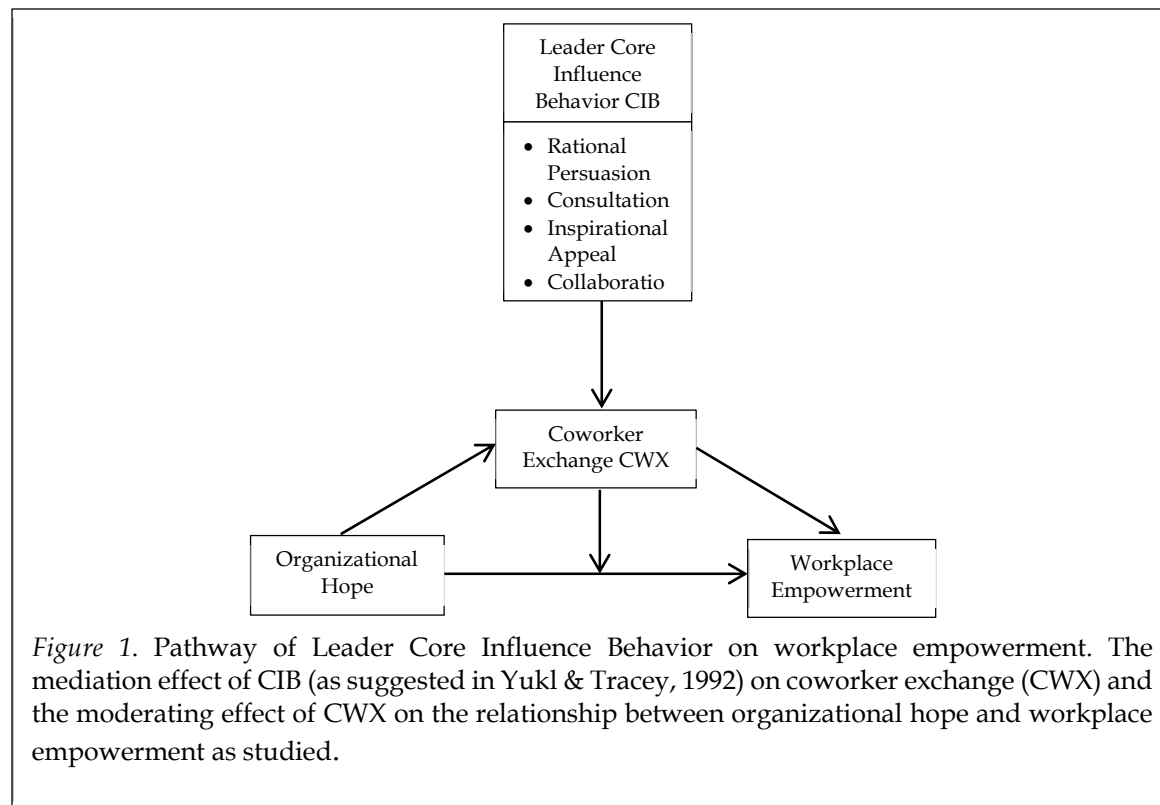 Leader Core
Influence
Behavior CIB
• Rational
Persuasion
• Consultation
• Inspirational
Appeal
• Collaboratio
Coworker
Exchange CWX
Organizational
Hope
Workplace
Empowerment
Figure 1. Pathway of Leader Core Influence Behavior on workplace empowerment. The
mediation effect of CIB (as suggested in Yukl & Tracey, 1992) on coworker exchange (CWX) and
the moderating effect of CWX on the relationship between organizational hope and workplace
empowerment as studied.